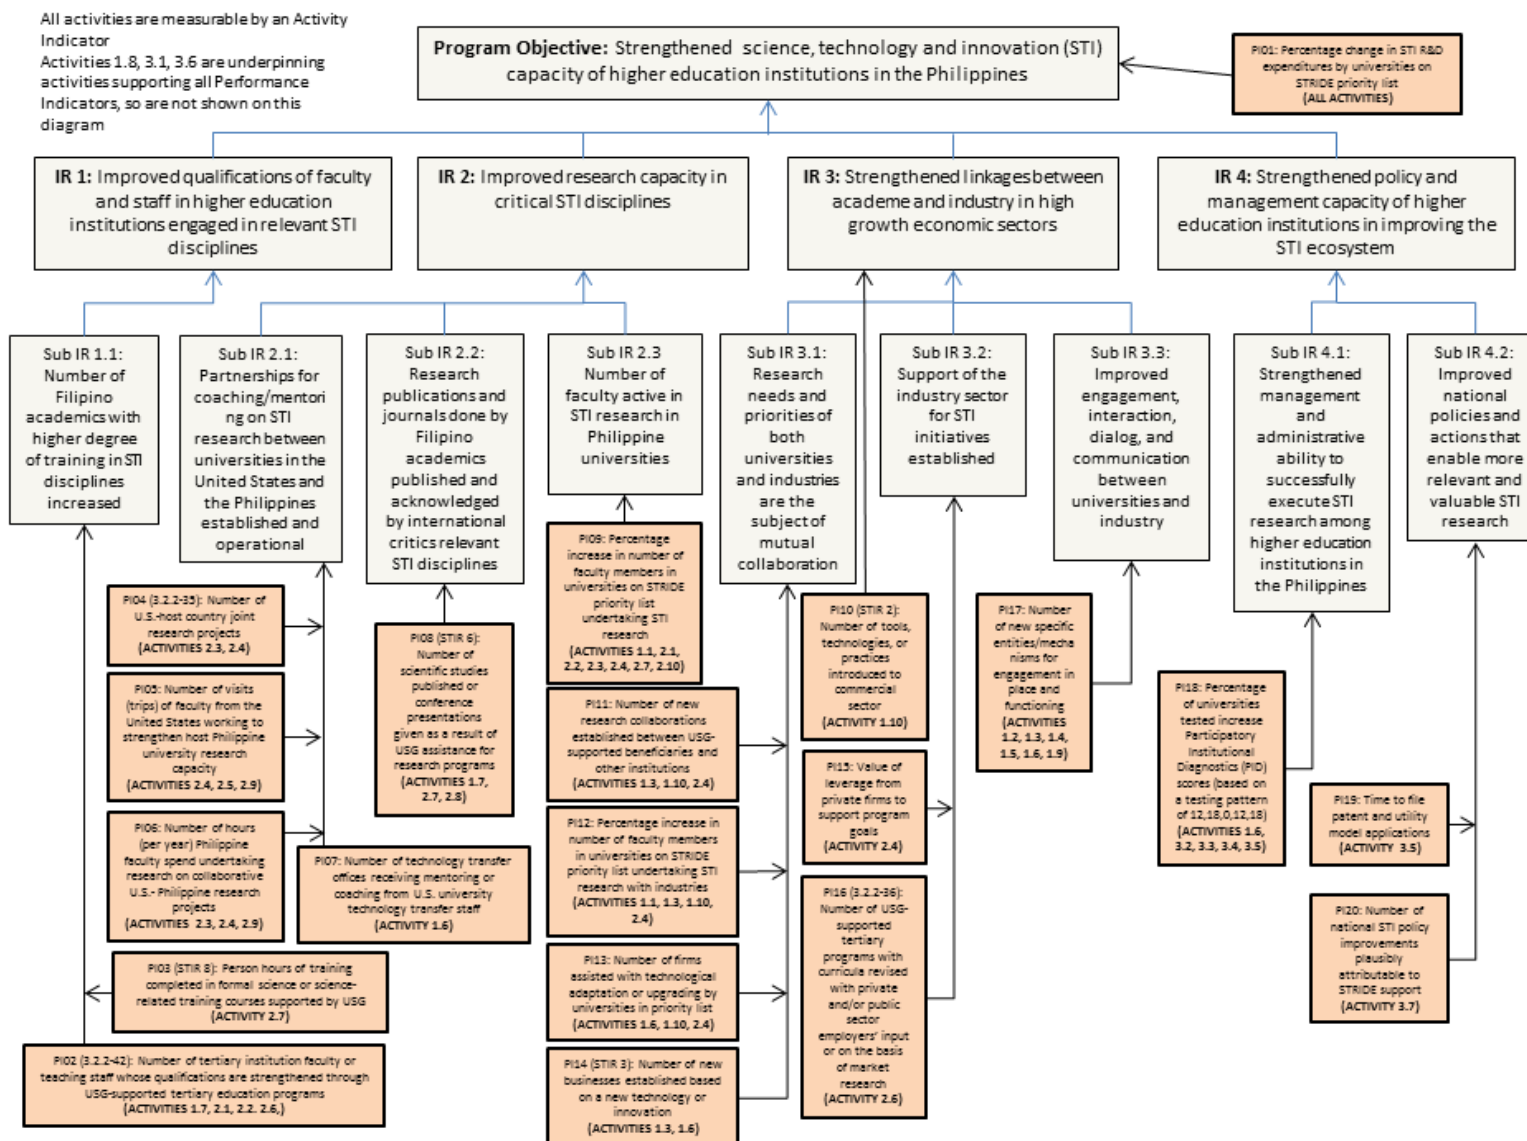 All activities are measurable by an Activity
Indicator
Activities 1.8, 3.1, 3.6 are underpinning
activities supporting all Performance
Indicators, so are not shown on this
diagram
Program Objective: Strengthened science, technology and innovation (STI)
capacity of higher education institutions in the Philippines
PI01: Percentage change in STI R&D
expenditures by universities on
STRIDE priority list
(ALL ACTIVITIES)
IR 1: Improved qualifications of faculty
and staff in higher education
institutions engaged in relevant STI
disciplines
IR 2: Improved research capacity in
critical STI disciplines
IR 3: Strengthened linkages between
academe and industry in high
growth economic sectors
IR 4: Strengthened policy and
management capacity of higher
education institutions in improving the
STI ecosystem
Sub IR 1.1:
Number of
Filipino
academics with
higher degree
of training in STI
disciplines
increased
Sub IR 2.1:
Partnerships for
coaching/mentori
ng on STI
research between
universities in the
United States and
the Philippines
established and
operational
Sub IR 2.2:
Research
publications and
journals done by
Filipino
academics
published and
acknowledged
by international
critics relevant
STI disciplines
Sub IR 2.3
Number of
faculty active in
STI research in
Philippine
universities
Sub IR 3.1:
Research
needs and
priorities of
both
universities
and industries
are the
subject of
mutual
collaboration
Sub IR 3.2:
Support of the
industry sector
for STI
initiatives
established
Sub IR 3.3:
Improved
engagement,
interaction,
dialog, and
communication
between
universities and
industry
Sub IR 4.1:
Strengthened
management
and
administrative
ability to
successfully
execute STI
research among
higher education
institutions in
the Philippines
Sub IR 4.2:
Improved
national
policies and
actions that
enable more
relevant and
valuable STI
research
PI04 (3.2.2-35): Number of
U.S.-host country joint
research projects
(ACTIVITIES 2.3, 2.4)
PI05: Number of visits
(trips) of faculty from the
United States working to
strengthen host Philippine
university research
capacity
(ACTIVITIES 2.4, 2.5, 2.9)
PI06: Number of hours
(per year) Philippine
faculty spend undertaking
research on collaborative
U.S.- Philippine research
projects
(ACTIVITIES 2.3, 2.4, 2.9)
PI07: Number of technology transfer
offices receiving mentoring or
coaching from U.S. university
technology transfer staff
(ACTIVITY 1.6)
PI03 (STIR 8): Person hours of training
completed in formal science or science-
related training courses supported by USG
(ACTIVITY 2.7)
PI02 (3.2.2-42): Number of tertiary institution faculty or
teaching staff whose qualifications are strengthened through
USG-supported tertiary education programs
(ACTIVITIES 1.7, 2.1, 2.2. 2.6,)
PI08 (STIR 6):
Number of
scientific studies
published or
conference
presentations
given as a result of
USG assistance for
research programs
(ACTIVITIES 1.7,
2.7, 2.8)
PI09: Percentage
increase in number of
faculty members in
universities on STRIDE
priority list
undertaking STI
research
(ACTIVITIES 1.1, 2.1,
2.2, 2.3, 2.4, 2.7, 2.10)
PI11: Number of new
research collaborations
established between USG-
supported beneficiaries and
other institutions
(ACTIVITIES 1.3, 1.10, 2.4)
PI12: Percentage increase in
number of faculty members
in universities on STRIDE
priority list undertaking STI
research with industries
(ACTIVITIES 1.1, 1.3, 1.10,
2.4)
PI13: Number of firms
assisted with technological
adaptation or upgrading by
universities in priority list
(ACTIVITIES 1.6, 1.10, 2.4)
PI14 (STIR 3): Number of new
businesses established based
on a new technology or
innovation
(ACTIVITIES 1.3, 1.6)
PI10 (STIR 2):
Number of tools,
technologies, or
practices
introduced to
commercial
sector
(ACTIVITY 1.10)
PI15: Value of
leverage from
private firms to
support program
goals
(ACTIVITY 2.4)
PI16 (3.2.2-36):
Number of USG-
supported
tertiary
programs with
curricula revised
with private
and/or public
sector
employers' input
or on the basis
of market
research
(ACTIVITY 2.6)
PI17: Number
of new specific
entities/mecha
nisms for
engagement in
place and
functioning
(ACTIVITIES
1.2, 1.3, 1.4,
1.5, 1.6, 1.9)
PI18: Percentage
of universities
tested increase
Participatory
Institutional
Diagnostics (PID)
scores (based on
a testing pattern
of 12,18,0,12,18)
(ACTIVITIES 1.6,
3.2, 3.3, 3.4, 3.5)
PI19: Time to file
patent and utility
model applications
(ACTIVITY 3.5)
PI20: Number of
national STI policy
improvements
plausibly
attributable to
STRIDE support
(ACTIVITY 3.7)